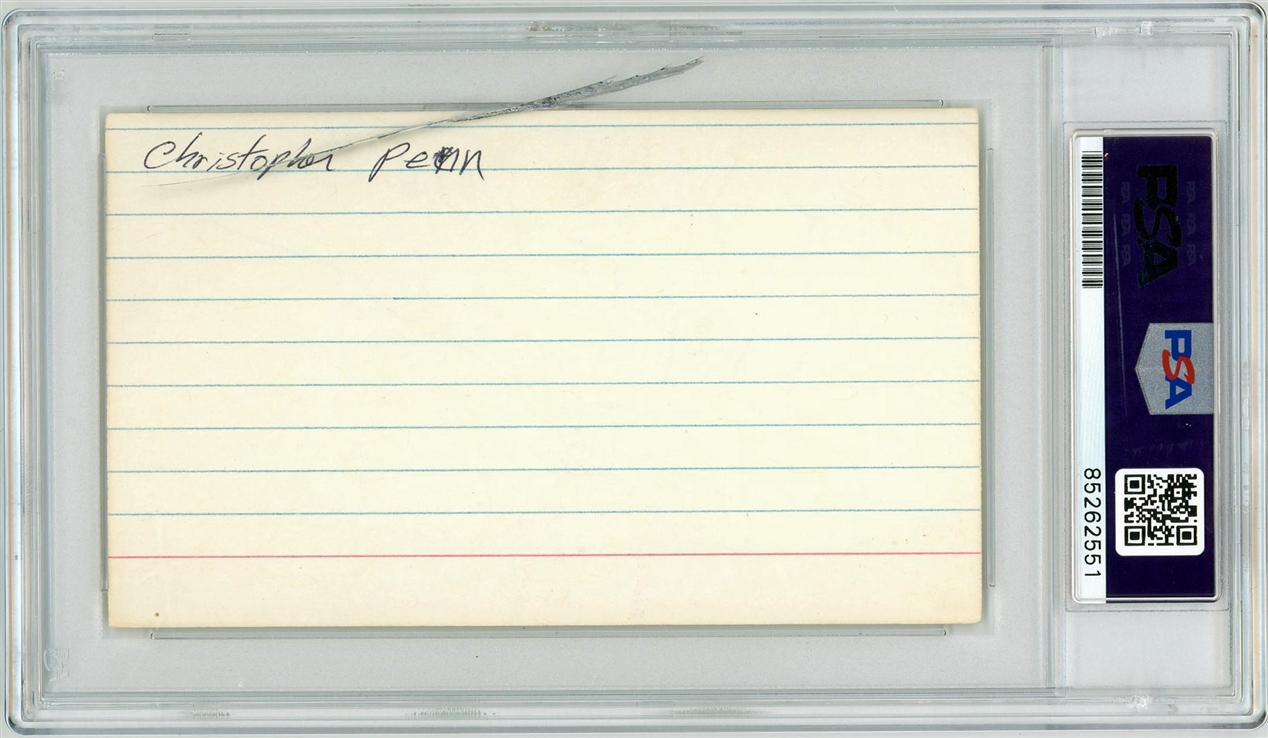 Christopher Penn
PSA
PSA
85262551